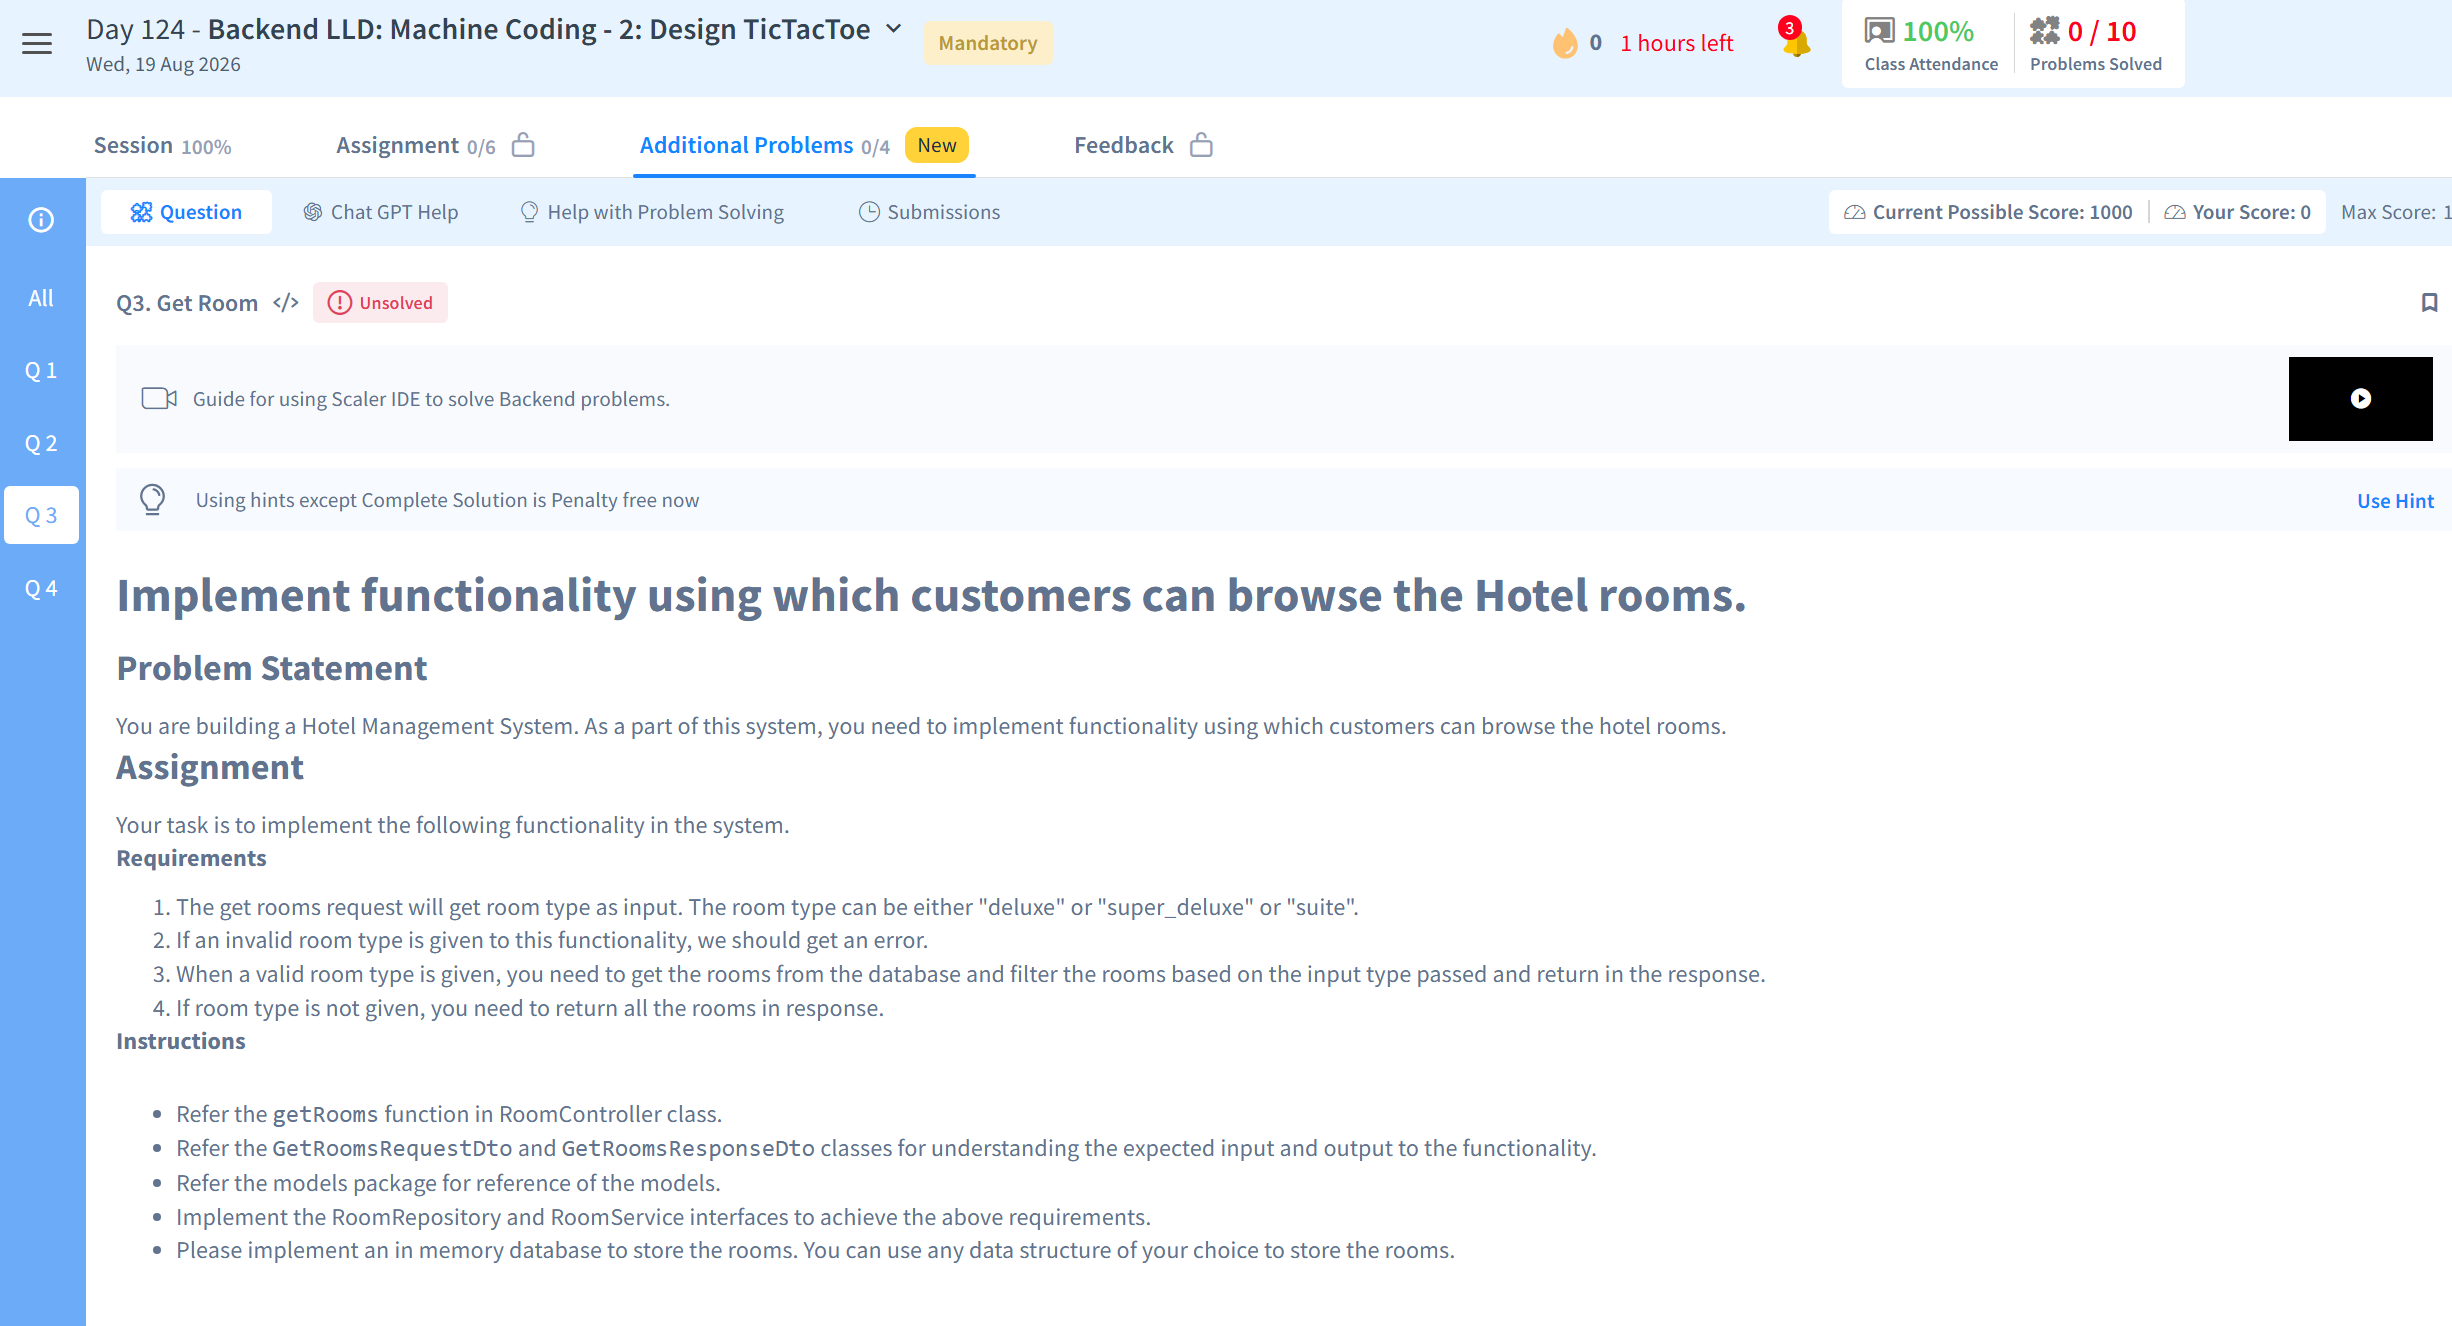 Day 124 - Backend LLD: Machine Coding - 2: Design TicTacToe
Mandatory
Wed, 19 Aug 2026
0
1 hours left
3
100%
Class Attendance
0 / 10
Problems Solved
Session 100%
Assignment 0/6
Additional Problems 0/4
New
Feedback
Question
Chat GPT Help
Help with Problem Solving
Submissions
Current Possible Score: 1000
Your Score: 0
Max Score: 1
All
Q 1
Q 2
Q 3
Q 4
Q3. Get Room </>
Unsolved
Guide for using Scaler IDE to solve Backend problems.
Using hints except Complete Solution is Penalty free now
Use Hint
Implement functionality using which customers can browse the Hotel rooms.
Problem Statement
You are building a Hotel Management System. As a part of this system, you need to implement functionality using which customers can browse the hotel rooms.
Assignment
Your task is to implement the following functionality in the system.
Requirements
1. The get rooms request will get room type as input. The room type can be either "deluxe" or "super_deluxe" or "suite".
2. If an invalid room type is given to this functionality, we should get an error.
3. When a valid room type is given, you need to get the rooms from the database and filter the rooms based on the input type passed and return in the response.
4. If room type is not given, you need to return all the rooms in response.
Instructions
• Refer the getRooms function in RoomController class.
• Refer the GetRoomsRequestDto and GetRoomsResponseDto classes for understanding the expected input and output to the functionality.
• Refer the models package for reference of the models.
• Implement the RoomRepository and RoomService interfaces to achieve the above requirements.
• Please implement an in memory database to store the rooms. You can use any data structure of your choice to store the rooms.